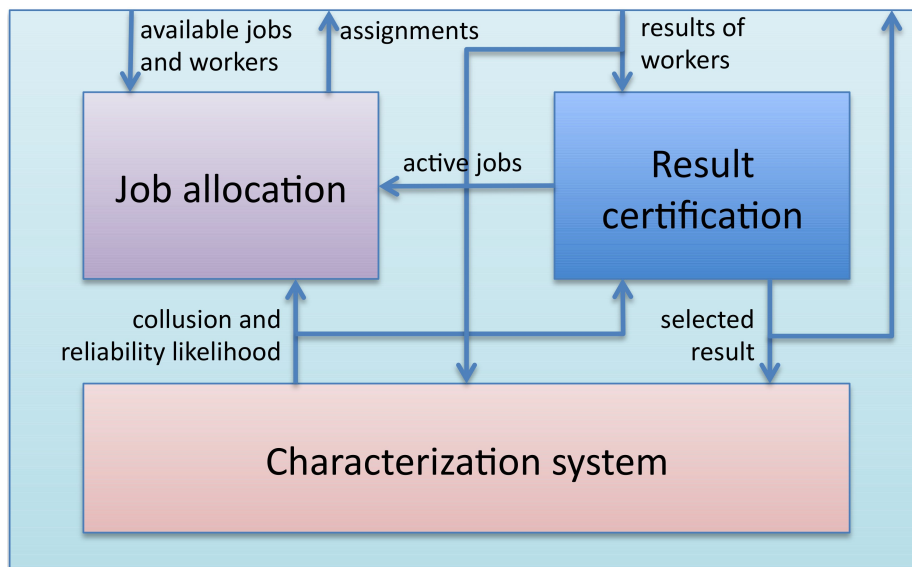 available jobs
and workers
assignments
results of
workers
Job allocation
active jobs
Result
certification
collusion and
reliability likelihood
selected
result
Characterization system